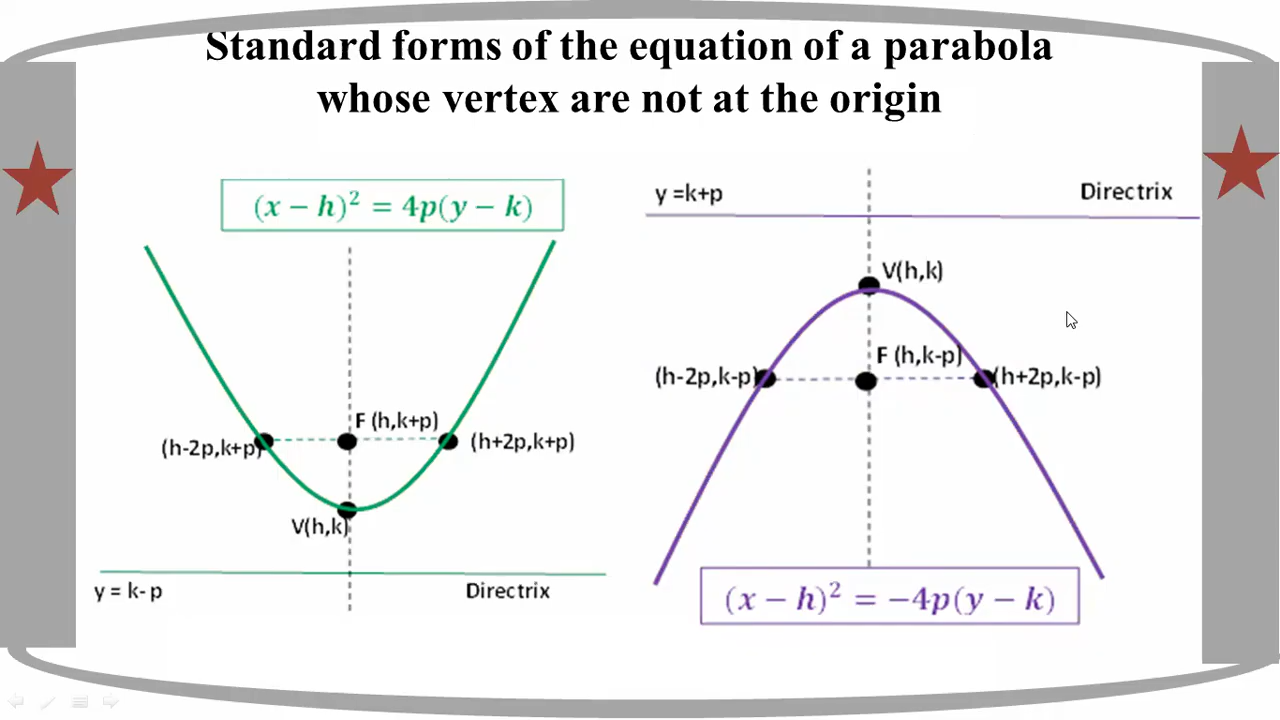 Standard forms of the equation of a parabola
whose vertex are not at the origin
(x − h)² = 4p(y − k)
F (h,k+p)
(h-2p,k+p)
(h+2p,k+p)
V(h,k)
y = k- p
Directrix
y =k+p
Directrix
V(h,k)
F (h,k-p)
(h-2p,k-p)
(h+2p,k-p)
(x − h)² = −4p(y − k)